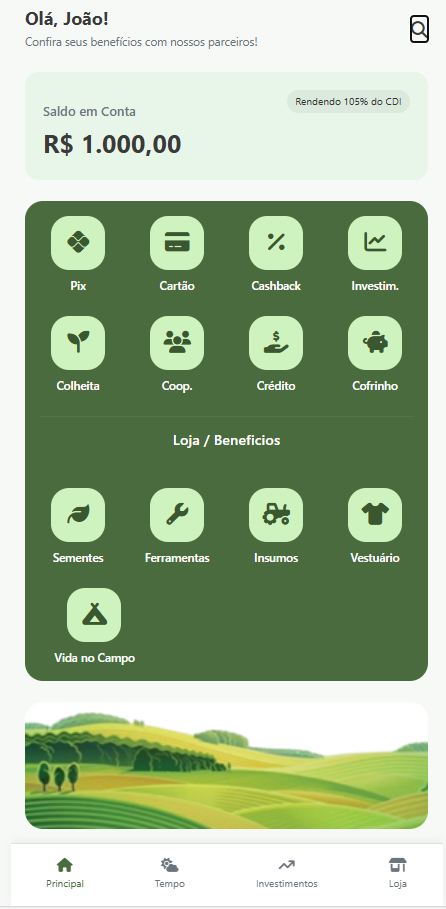 Olá, João!
Confira seus benefícios com nossos parceiros!
Rendendo 105% do CDI
Saldo em Conta
R$ 1.000,00
Pix
Cartão
Cashback
Investim.
Colheita
Coop.
Crédito
Cofrinho
Loja / Beneficios
Sementes
Ferramentas
Insumos
Vestuário
Vida no Campo
Principal
Tempo
Investimentos
Loja